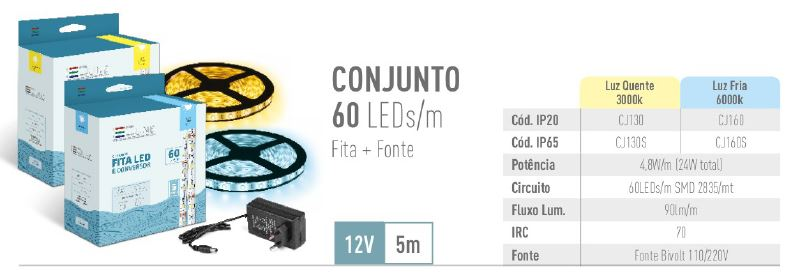 FITA LED
E CONVERSOR
60
CONJUNTO
60 LEDs/m
Fita + Fonte
12V 5m
Luz Quente
3000k
Luz Fria
6000k
Cód. IP20 CJ130 CJ160
Cód. IP65 CJ130S CJ160S
Potência 4,8W/m (24W total)
Circuito 60LEDs/m SMD 2835/mt
Fluxo Lum. 90lm/m
IRC 70
Fonte Fonte Bivolt 110/220V